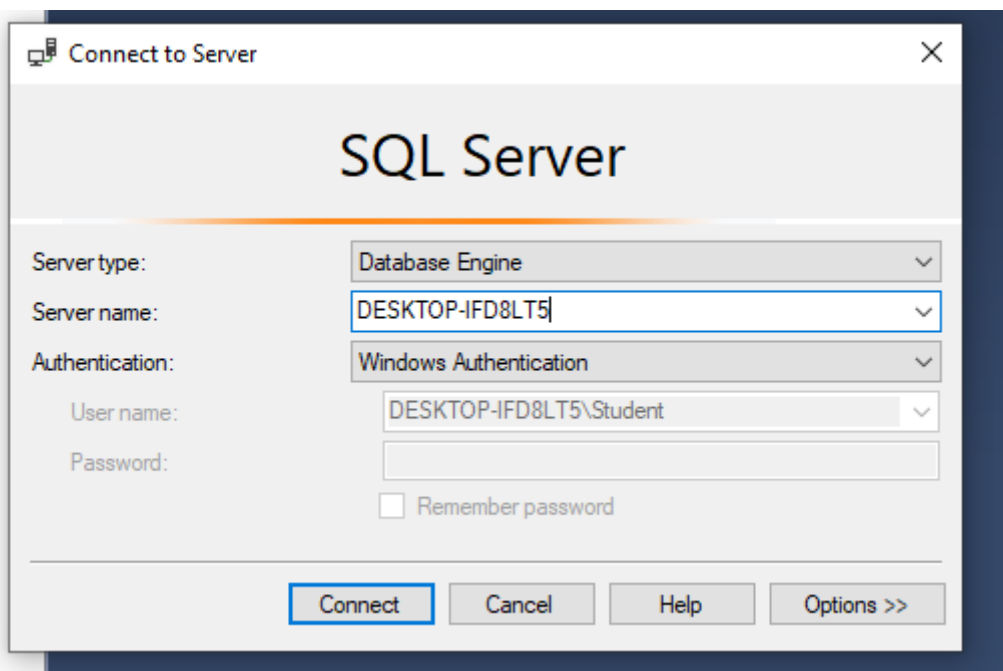 Connect to Server
SQL Server
Server type: Database Engine
Server name: DESKTOP-IFD8LT5
Authentication: Windows Authentication
User name: DESKTOP-IFD8LT5\Student
Password:
Remember password
Connect Cancel Help Options >>